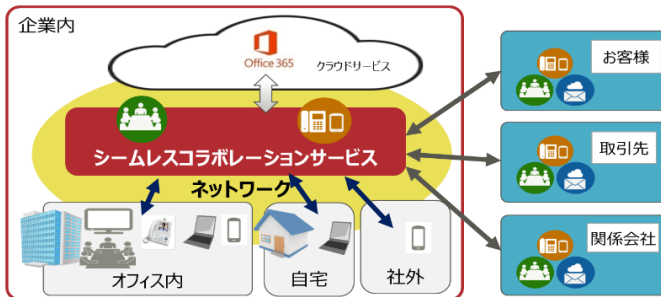 企業内
Office 365
クラウドサービス
シームレスコラボレーションサービス
ネットワーク
オフィス内
自宅
社外
お客様
取引先
関係会社